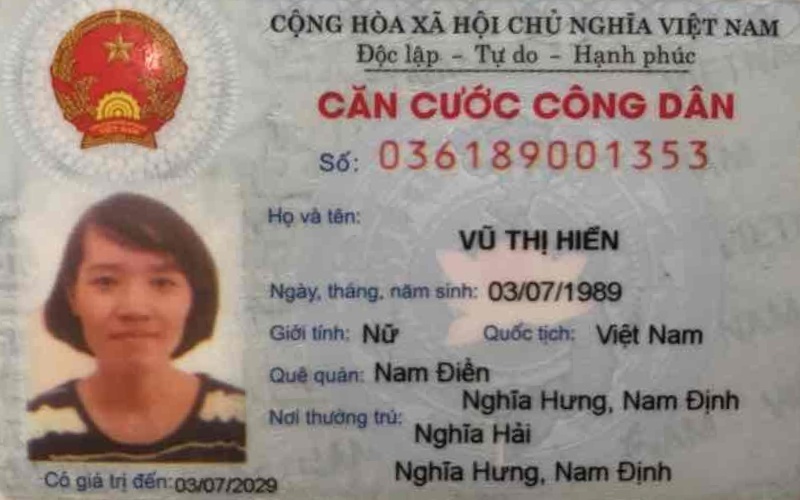 CỘNG HÒA XÃ HỘI CHỦ NGHĨA VIỆT NAM
Độc lập - Tự do - Hạnh phúc
CĂN CƯỚC CÔNG DÂN
Số: 036189001353
Họ và tên:
VŨ THỊ HIỀN
Ngày, tháng, năm sinh: 03/07/1989
Giới tính: Nữ Quốc tịch: Việt Nam
Quê quán: Nam Điền
Nghĩa Hưng, Nam Định
Nơi thường trú:
Nghĩa Hải
Nghĩa Hưng, Nam Định
Có giá trị đến: 03/07/2029